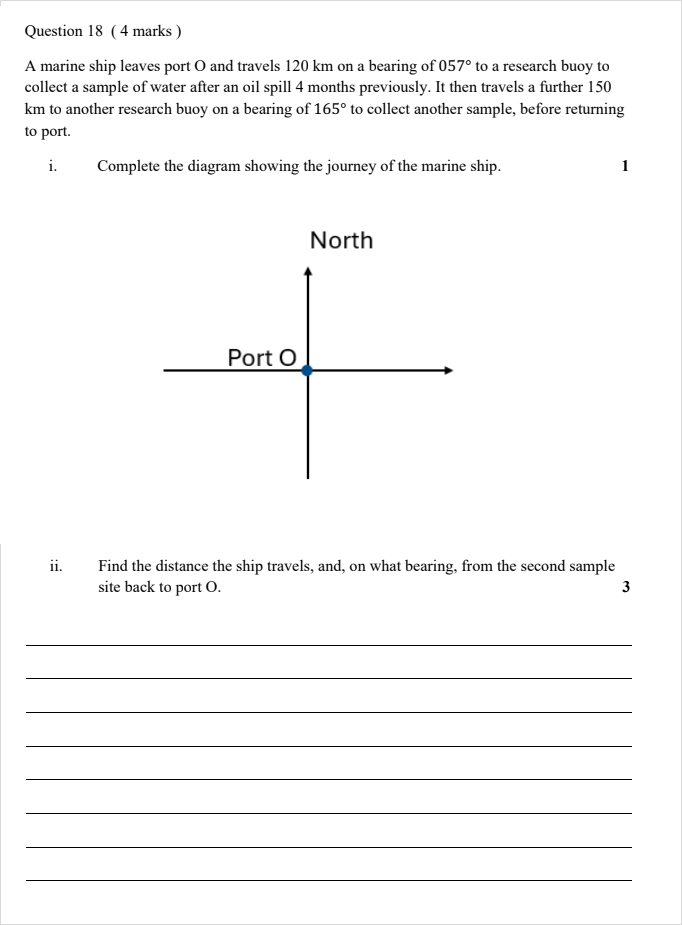 Question 18 ( 4 marks )
A marine ship leaves port O and travels 120 km on a bearing of 057° to a research buoy to
collect a sample of water after an oil spill 4 months previously. It then travels a further 150
km to another research buoy on a bearing of 165° to collect another sample, before returning
to port.
i. Complete the diagram showing the journey of the marine ship. 1
North
Port O
ii. Find the distance the ship travels, and, on what bearing, from the second sample
site back to port O. 3